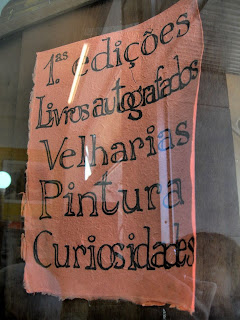 1.as edições
Livros autografados
Velharias
Pintura
Curiosidades